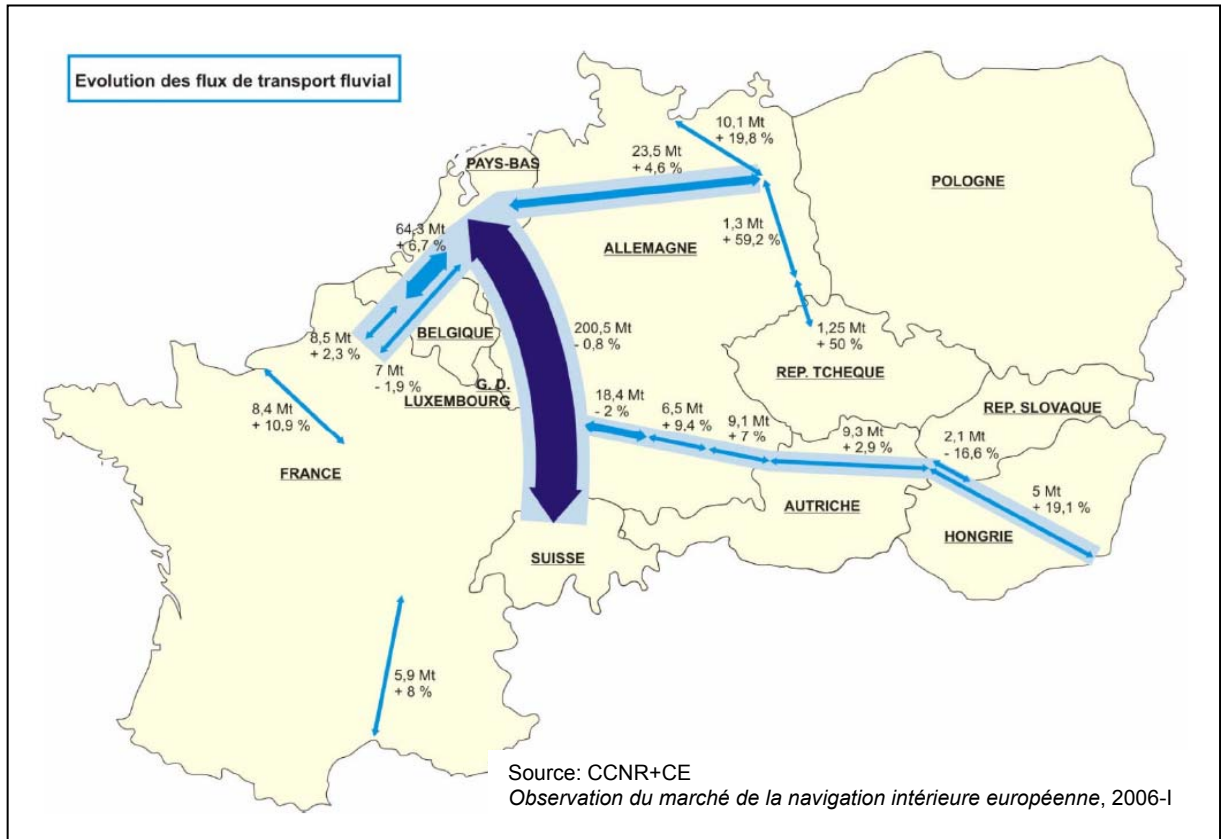 Evolution des flux de transport fluvial
10,1 Mt
+ 19,8 %
23,5 Mt
+ 4,6 %
PAYS-BAS
POLOGNE
64,3 Mt
+ 6,7 %
1,3 Mt
+ 59,2 %
ALLEMAGNE
8,5 Mt
+ 2,3 %
BELGIQUE
200,5 Mt
- 0,8 %
1,25 Mt
+ 50 %
7 Mt
- 1,9 %
G. D.
LUXEMBOURG
REP. TCHEQUE
8,4 Mt
+ 10,9 %
18,4 Mt
- 2 %
6,5 Mt
+ 9,4 %
9,1 Mt
+ 7 %
9,3 Mt
+ 2,9 %
REP. SLOVAQUE
2,1 Mt
- 16,6 %
FRANCE
5 Mt
+ 19,1 %
AUTRICHE
HONGRIE
SUISSE
5,9 Mt
+ 8 %
Source: CCNR+CE
Observation du marché de la navigation intérieure européenne, 2006-I